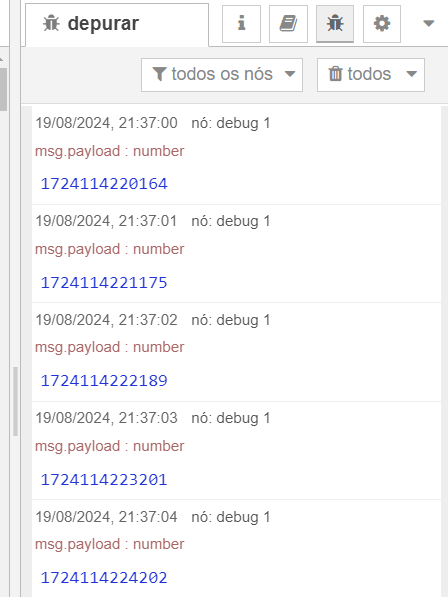 depurar
todos os nós
todos
19/08/2024, 21:37:00 nó: debug 1
msg.payload : number
1724114220164
19/08/2024, 21:37:01 nó: debug 1
msg.payload : number
1724114221175
19/08/2024, 21:37:02 nó: debug 1
msg.payload : number
1724114222189
19/08/2024, 21:37:03 nó: debug 1
msg.payload : number
1724114223201
19/08/2024, 21:37:04 nó: debug 1
msg.payload : number
1724114224202